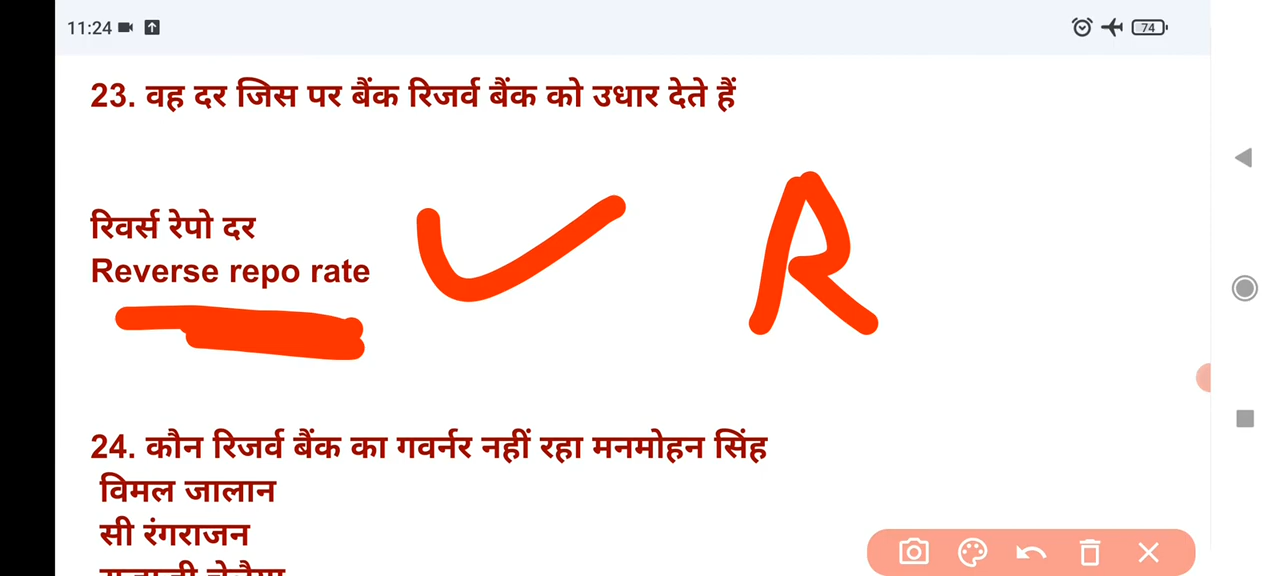 11:24
74
23. वह दर जिस पर बैंक रिजर्व बैंक को उधार देते हैं
रिवर्स रेपो दर
Reverse repo rate
R
24. कौन रिजर्व बैंक का गवर्नर नहीं रहा मनमोहन सिंह
विमल जालान
सी रंगराजन